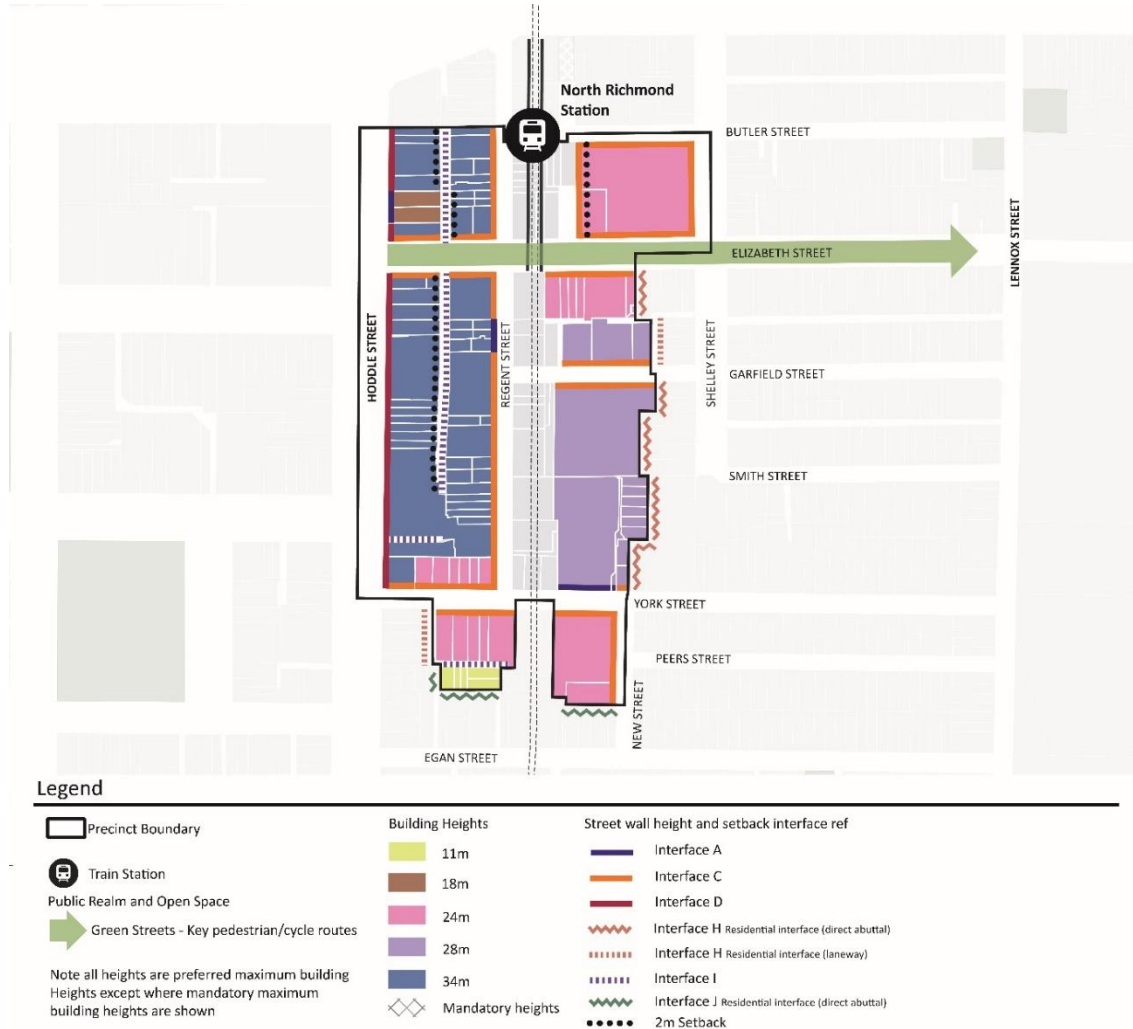 North Richmond
Station
BUTLER STREET
LENNOX STREET
ELIZABETH STREET
HODDLE STREET
REGENT STREET
SHELLEY STREET
GARFIELD STREET
SMITH STREET
YORK STREET
PEERS STREET
NEW STREET
EGAN STREET
Legend
Precinct Boundary
Train Station
Public Realm and Open Space
Green Streets - Key pedestrian/cycle routes
Note all heights are preferred maximum building
Heights except where mandatory maximum
building heights are shown
Building Heights
11m
18m
24m
28m
34m
Mandatory heights
Street wall height and setback interface ref
Interface A
Interface C
Interface D
Interface H Residential interface (direct abuttal)
Interface H Residential interface (laneway)
Interface I
Interface J Residential interface (direct abuttal)
2m Setback